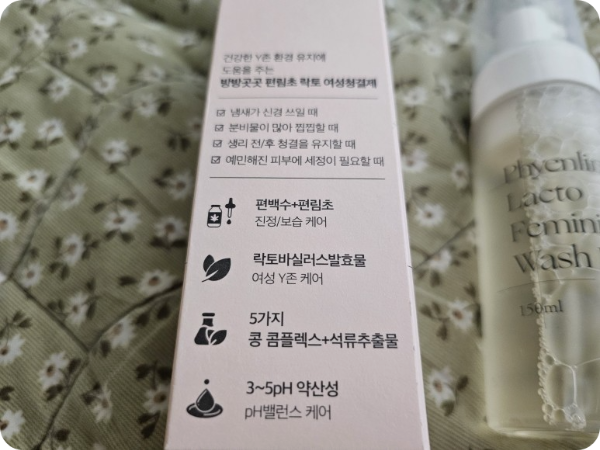 건강한 Y존 환경 유지에
도움을 주는
방방곳곳 편림초 락토 여성청결제
☑ 냄새가 신경 쓰일 때
☑ 분비물이 많아 찝찝할 때
☑ 생리 전/후 청결을 유지할 때
☑ 예민해진 피부에 세정이 필요할 때
편백수+편림초
진정/보습 케어
락토바실러스발효물
여성 Y존 케어
5가지
콩 콤플렉스+석류추출물
3~5pH 약산성
pH밸런스 케어
Phyenlin
Lacto
Femini
Wash
150ml